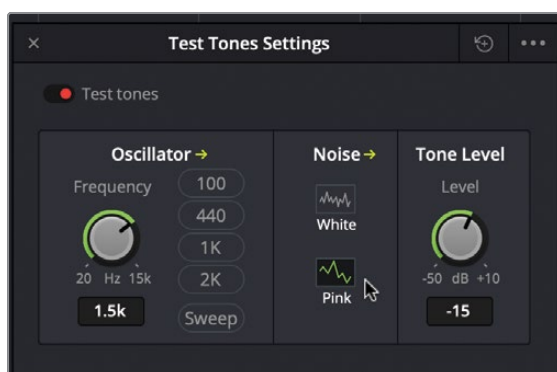 × Test Tones Settings •••
Test tones
Oscillator → Noise → Tone Level
Frequency
100
440
1K
2K
Sweep
20 Hz 15k
1.5k
White
Pink
Level
-50 dB +10
-15